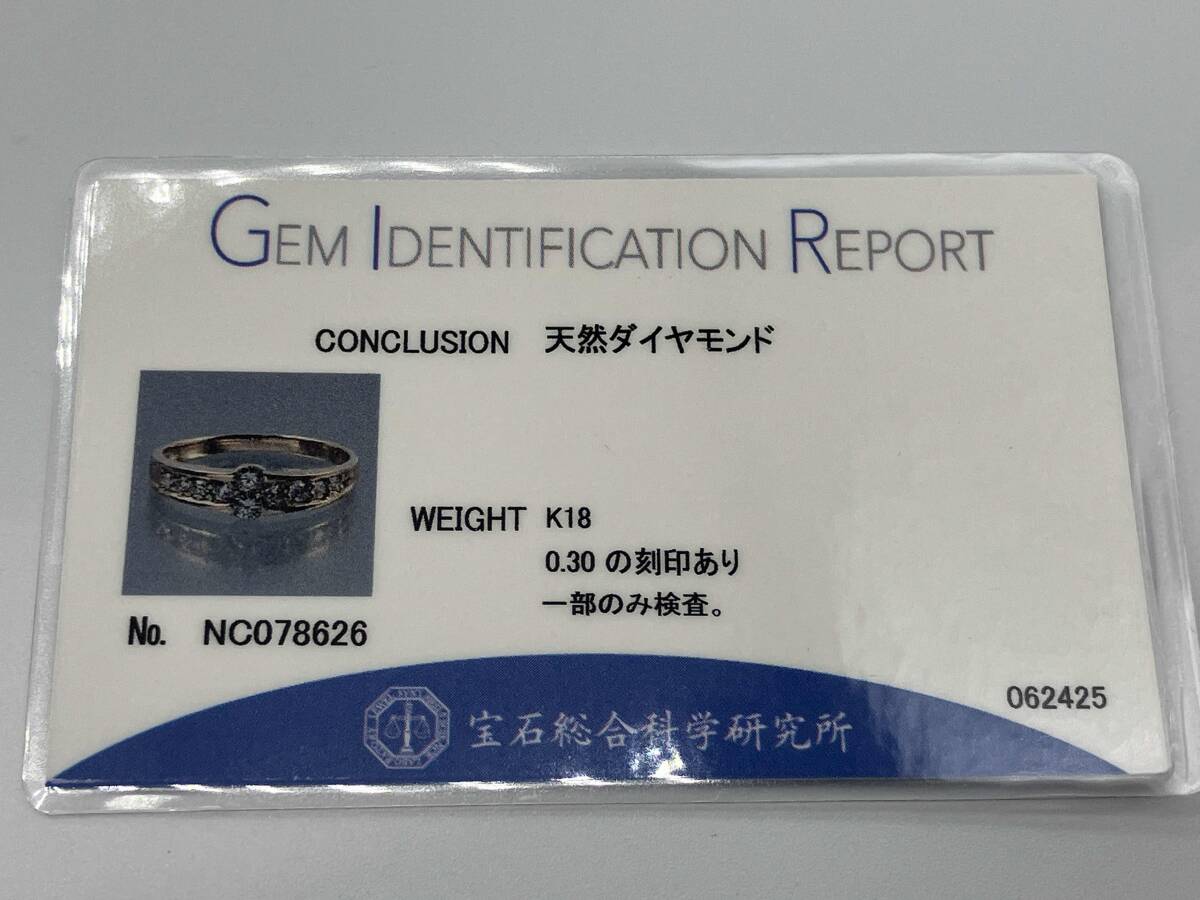 GEM IDENTIFICATION REPORT
CONCLUSION 天然ダイヤモンド
WEIGHT K18
0.30 の刻印あり
一部のみ検査。
No. NC078626
062425
宝石総合科学研究所